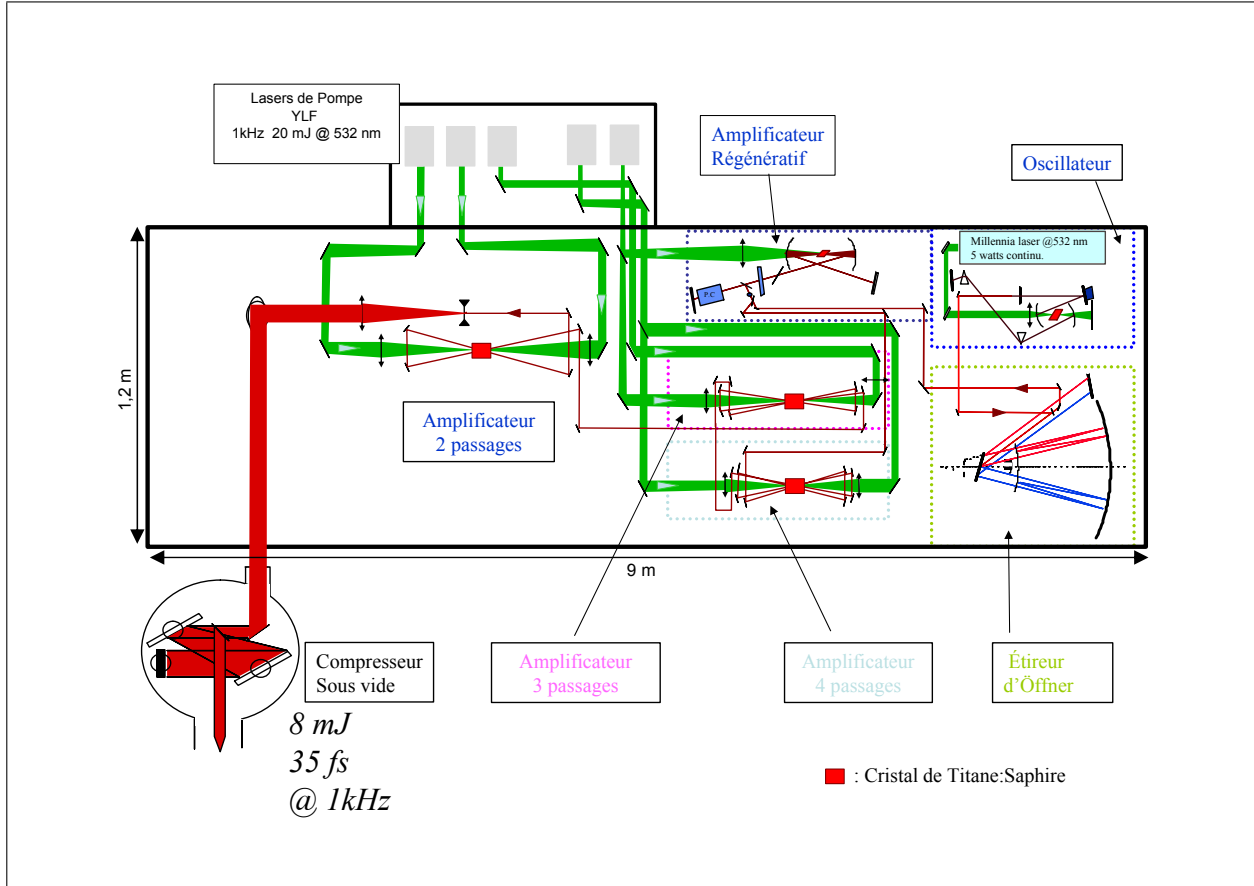 Lasers de Pompe
YLF
1kHz 20 mJ @ 532 nm
Amplificateur
Régénératif
Oscillateur
Millennia laser @532 nm
5 watts continu.
P.C
1,2 m
Amplificateur
2 passages
9 m
Compresseur
Sous vide
Amplificateur
3 passages
Amplificateur
4 passages
Étireur
d'Öffner
8 mJ
35 fs
@ 1kHz
: Cristal de Titane:Saphire